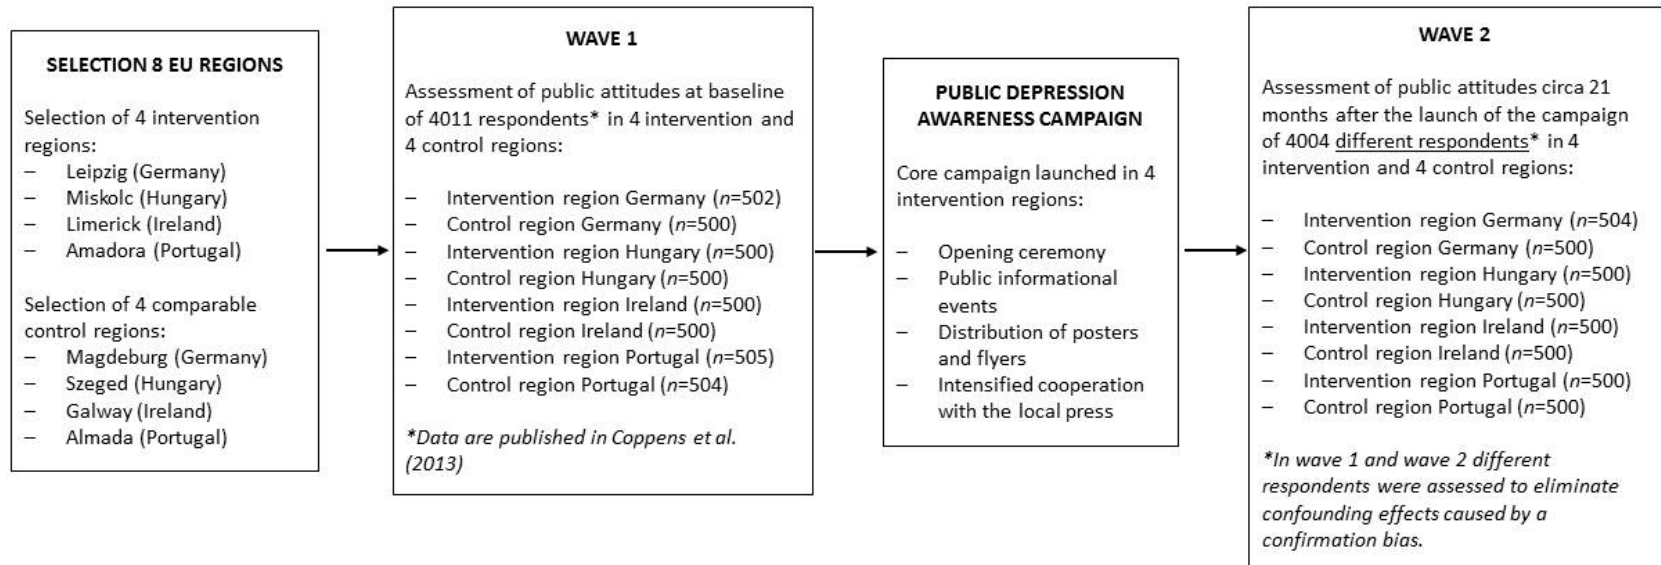 SELECTION 8 EU REGIONS
Selection of 4 intervention
regions:
– Leipzig (Germany)
– Miskolc (Hungary)
– Limerick (Ireland)
– Amadora (Portugal)
Selection of 4 comparable
control regions:
– Magdeburg (Germany)
– Szeged (Hungary)
– Galway (Ireland)
– Almada (Portugal)
WAVE 1
Assessment of public attitudes at baseline
of 4011 respondents* in 4 intervention and
4 control regions:
– Intervention region Germany (n=502)
– Control region Germany (n=500)
– Intervention region Hungary (n=500)
– Control region Hungary (n=500)
– Intervention region Ireland (n=500)
– Control region Ireland (n=500)
– Intervention region Portugal (n=505)
– Control region Portugal (n=504)
*Data are published in Coppens et al.
(2013)
PUBLIC DEPRESSION
AWARENESS CAMPAIGN
Core campaign launched in 4
intervention regions:
– Opening ceremony
– Public informational
events
– Distribution of posters
and flyers
– Intensified cooperation
with the local press
WAVE 2
Assessment of public attitudes circa 21
months after the launch of the campaign
of 4004 different respondents* in 4
intervention and 4 control regions:
– Intervention region Germany (n=504)
– Control region Germany (n=500)
– Intervention region Hungary (n=500)
– Control region Hungary (n=500)
– Intervention region Ireland (n=500)
– Control region Ireland (n=500)
– Intervention region Portugal (n=500)
– Control region Portugal (n=500)
*In wave 1 and wave 2 different
respondents were assessed to eliminate
confounding effects caused by a
confirmation bias.